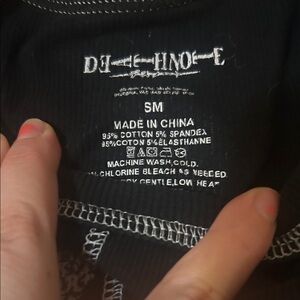 DEATH NOTE
SM
MADE IN CHINA
95% COTTON 5% SPANDEX
95%COTON 5%ELASTHANNE
MACHINE WASH,COLD.
CHLORINE BLEACH AS NEEDED.
GENTLE,LOW HEAT